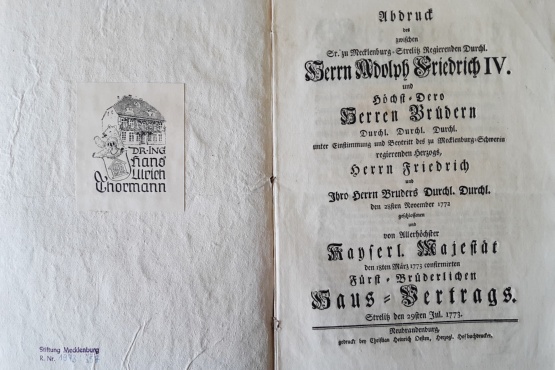 DR-ING
Hans
Ulrich
Thormann
Stiftung Mecklenburg
R. Nr.
Abdruck
des
zwischen
Sr. zu Mecklenburg-Strelitz Regierenden Durchl.
Herrn Adolph Friedrich IV.
und
Höchst-Dero
Herren Brüdern
Durchl. Durchl. Durchl.
unter Einstimmung und Beytritt des zu Mecklenburg-Schwerin
regierenden Herzogs,
Herrn Friedrich
und
Ihro Herrn Bruders Durchl. Durchl.
den 28sten November 1772
geschlossenen
und
von Allerhöchster
Kayserl. Majestät
den 18ten März 1773 confirmirten
Fürst-Brüderlichen
Haus-Vertrags.
Strelitz den 29sten Jul. 1773.
Neubrandenburg,
gedruckt bey Christian Heinrich Oesten, Herzogl. Hofbuchdrucker.